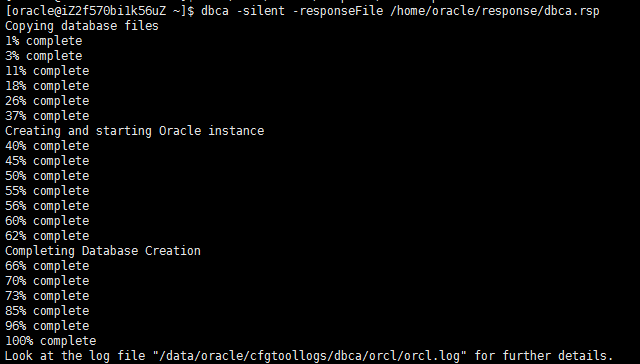 [oracle@iZ2f570bi1k56uZ ~]$ dbca -silent -responseFile /home/oracle/response/dbca.rsp
Copying database files
1% complete
3% complete
11% complete
18% complete
26% complete
37% complete
Creating and starting Oracle instance
40% complete
45% complete
50% complete
55% complete
56% complete
60% complete
62% complete
Completing Database Creation
66% complete
70% complete
73% complete
85% complete
96% complete
100% complete
Look at the log file "/data/oracle/cfgtoollogs/dbca/orcl/orcl.log" for further details.